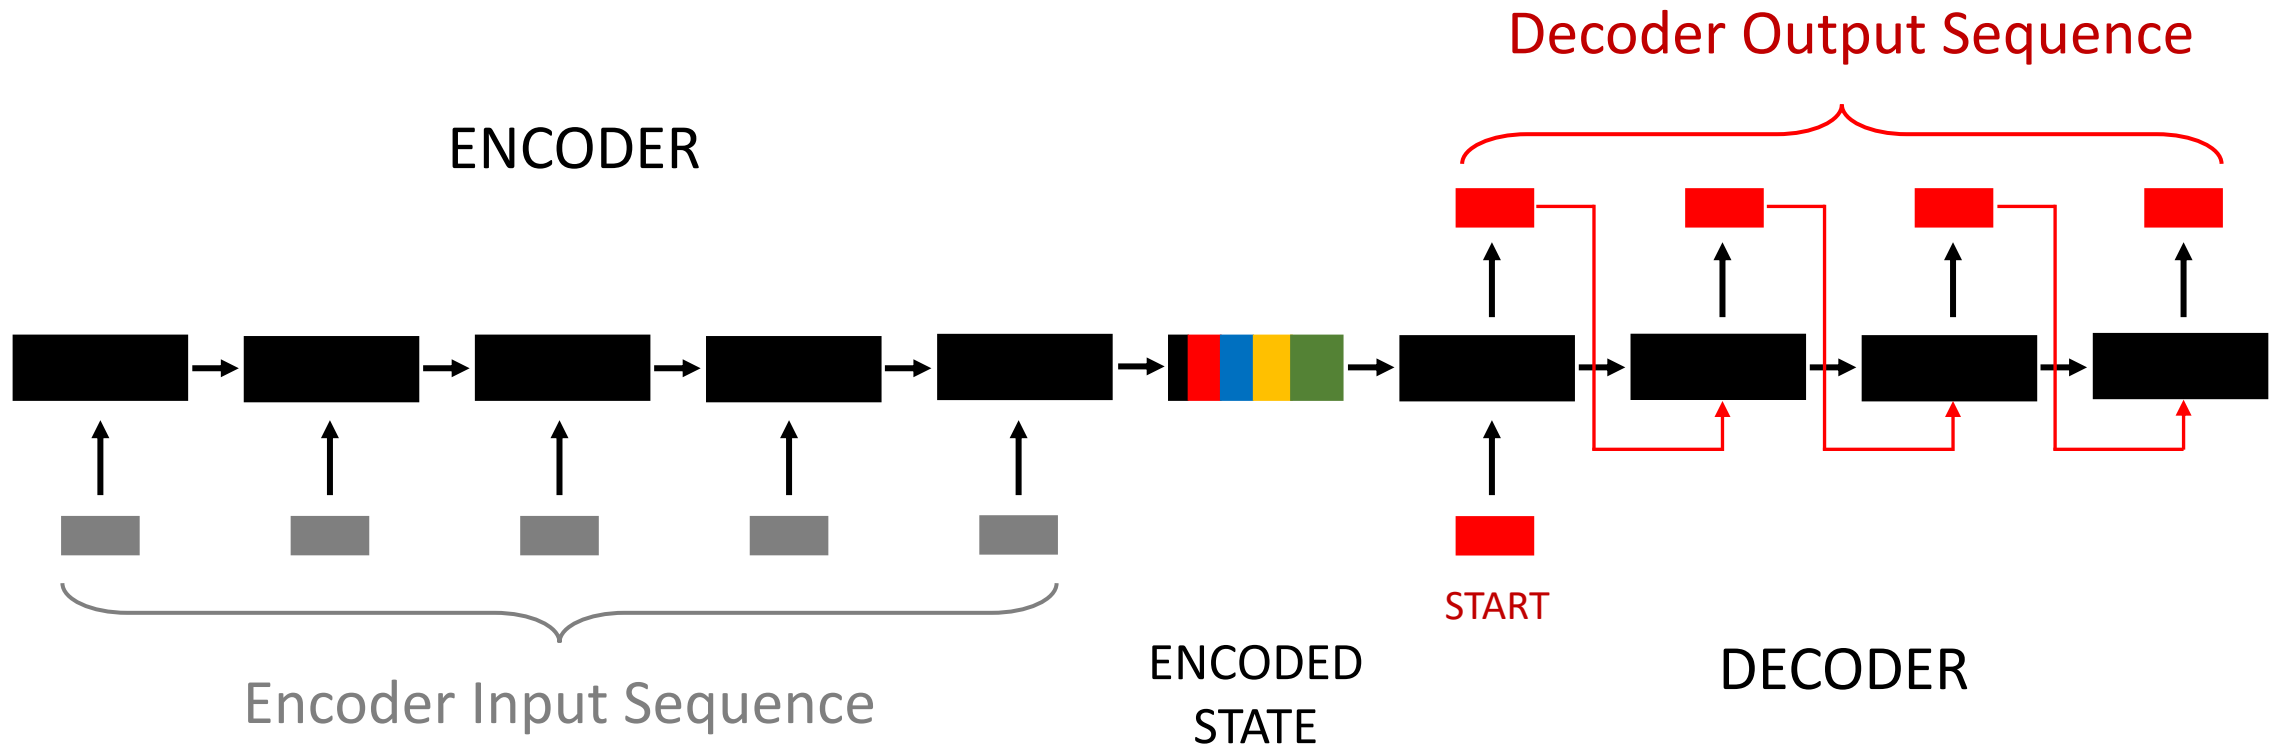 Decoder Output Sequence
ENCODER
START
ENCODED
STATE
DECODER
Encoder Input Sequence